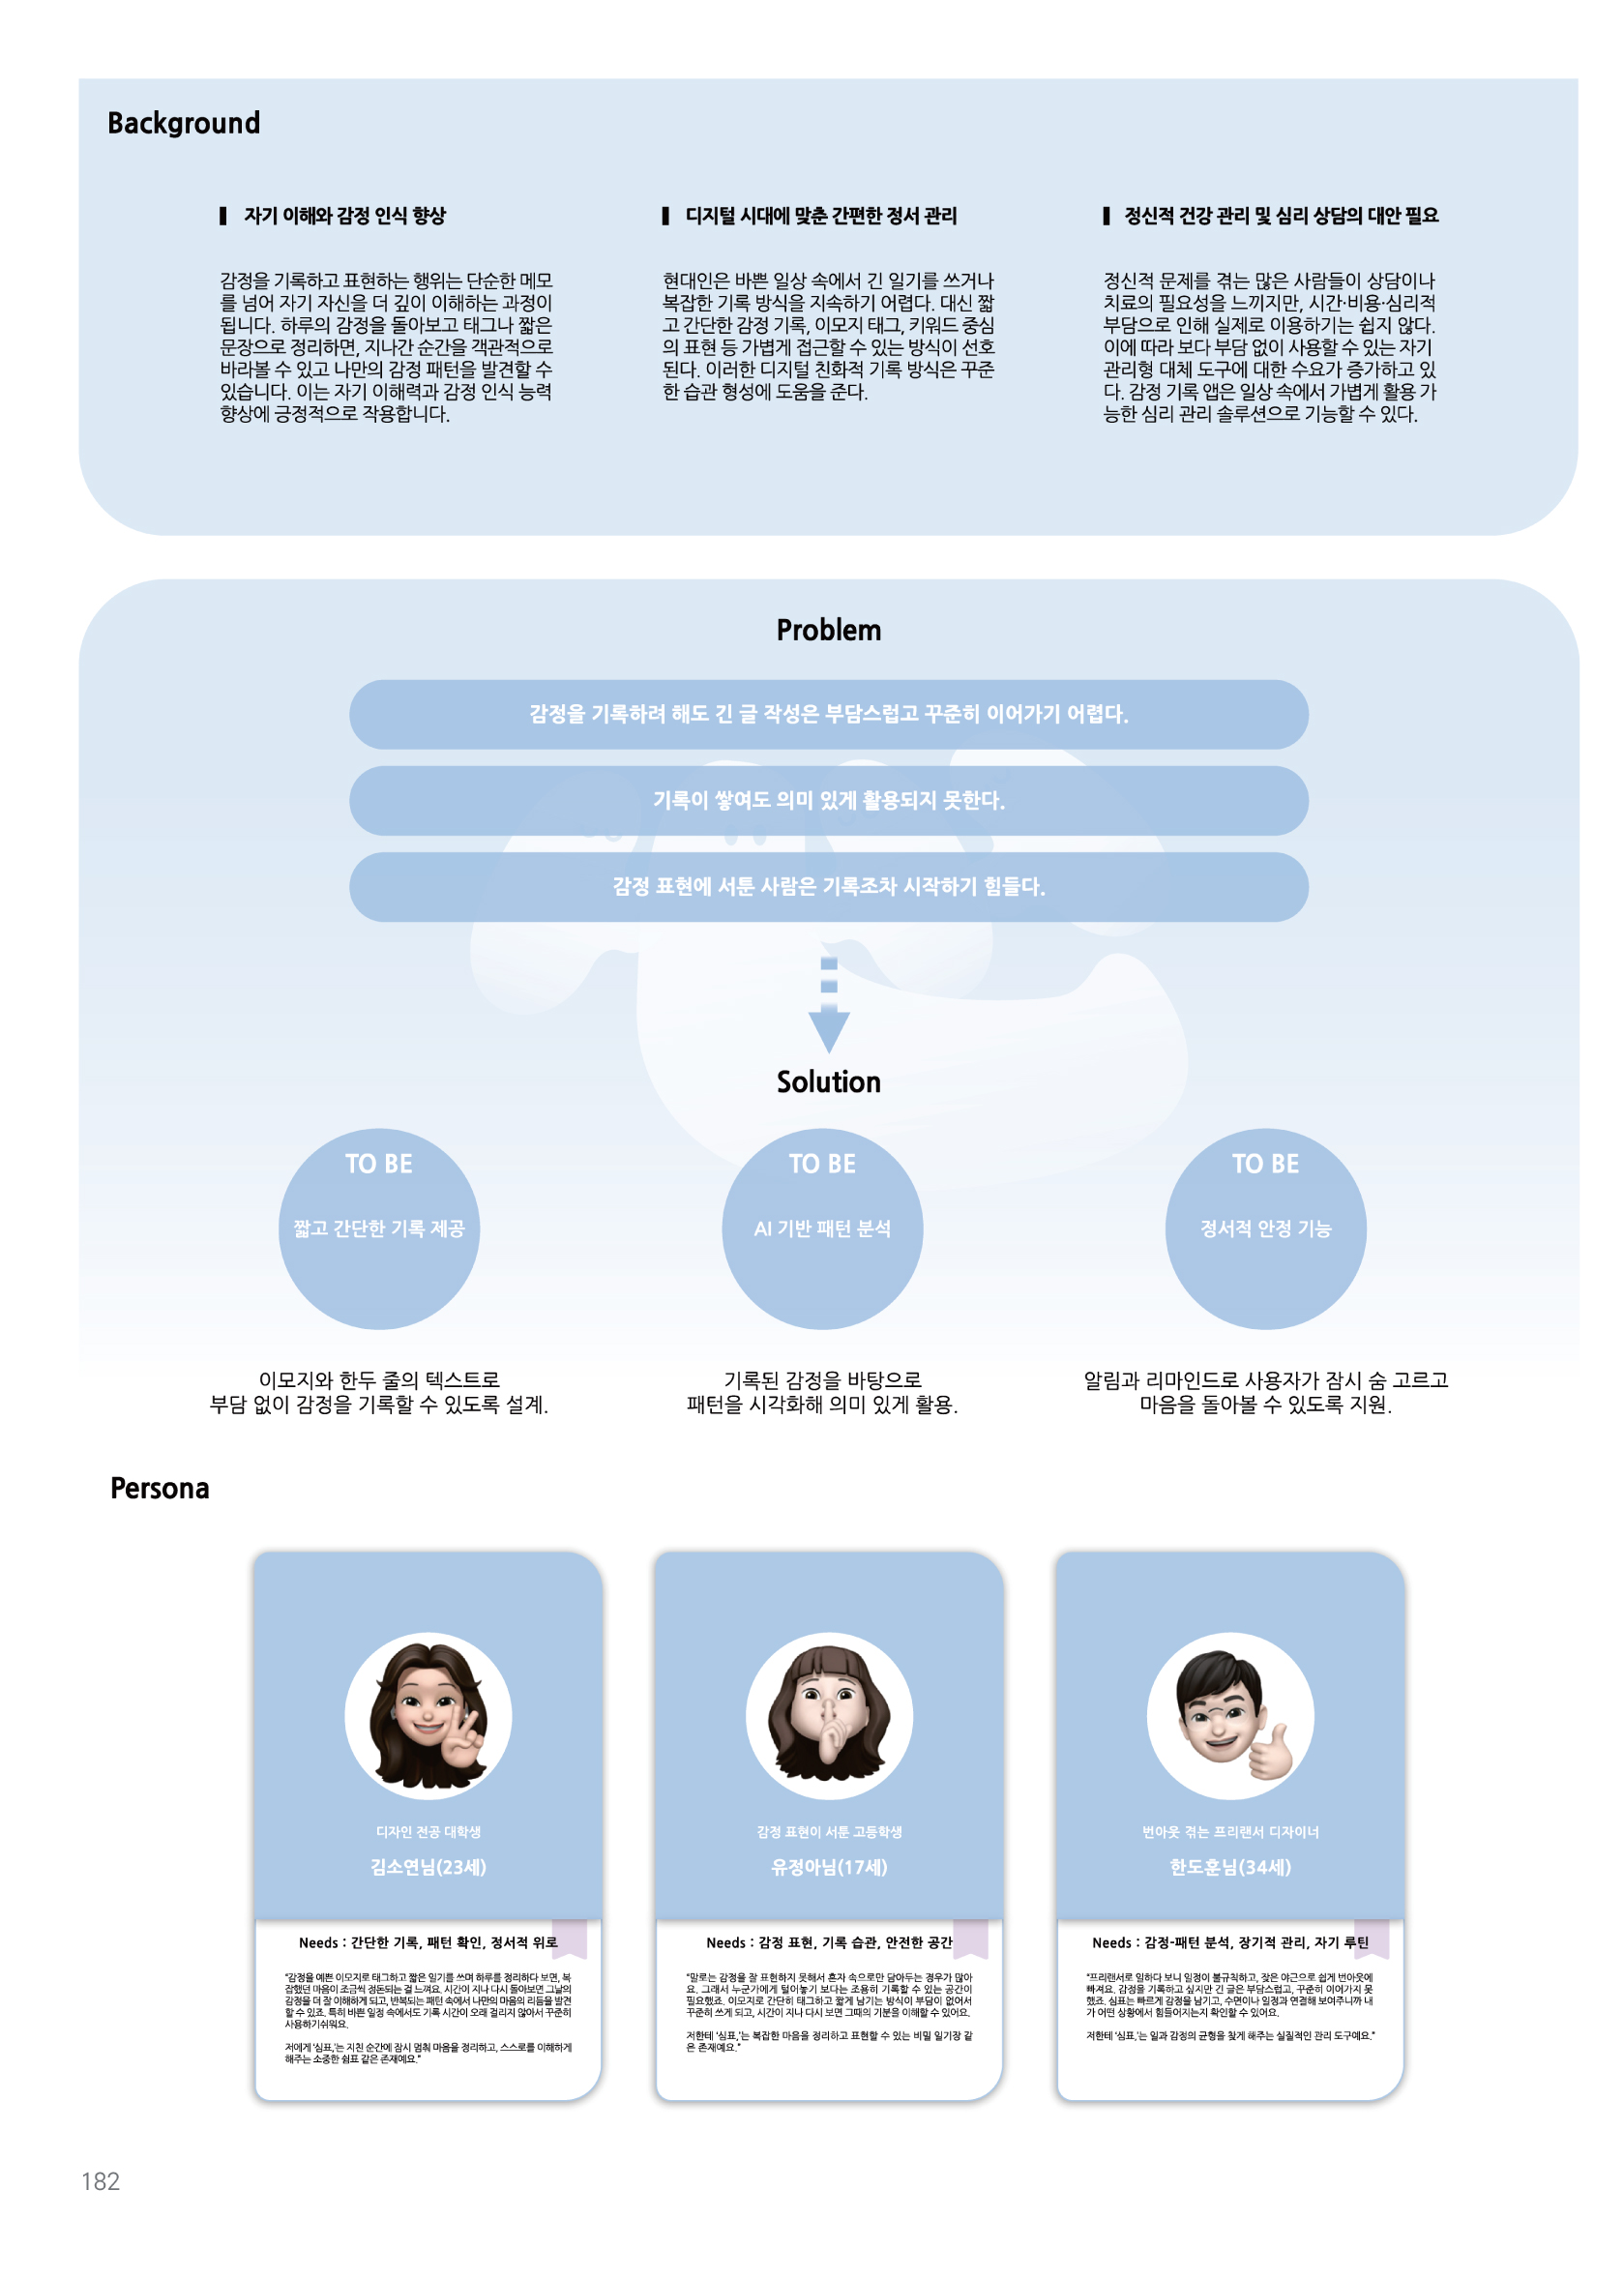 Background
자기 이해와 감정 인식 향상
감정을 기록하고 표현하는 행위는 단순한 메모
를 넘어 자기 자신을 더 깊이 이해하는 과정이
됩니다. 하루의 감정을 돌아보고 태그나 짧은
문장으로 정리하면, 지나간 순간을 객관적으로
바라볼 수 있고 나만의 감정 패턴을 발견할 수
있습니다. 이는 자기 이해력과 감정 인식 능력
향상에 긍정적으로 작용합니다.
디지털 시대에 맞춘 간편한 정서 관리
현대인은 바쁜 일상 속에서 긴 일기를 쓰거나
복잡한 기록 방식을 지속하기 어렵다. 대신 짧
고 간단한 감정 기록, 이모지 태그, 키워드 중심
의 표현 등 가볍게 접근할 수 있는 방식이 선호
된다. 이러한 디지털 친화적 기록 방식은 꾸준
한 습관 형성에 도움을 준다.
정신적 건강 관리 및 심리 상담의 대안 필요
정신적 문제를 겪는 많은 사람들이 상담이나
치료의 필요성을 느끼지만, 시간·비용·심리적
부담으로 인해 실제로 이용하기는 쉽지 않다.
이에 따라 보다 부담 없이 사용할 수 있는 자기
관리형 대체 도구에 대한 수요가 증가하고 있
다. 감정 기록 앱은 일상 속에서 가볍게 활용 가
능한 심리 관리 솔루션으로 기능할 수 있다.
Problem
감정을 기록하려 해도 긴 글 작성은 부담스럽고 꾸준히 이어가기 어렵다.
기록이 쌓여도 의미 있게 활용되지 못한다.
감정 표현에 서툰 사람은 기록조차 시작하기 힘들다.
Solution
TO BE
짧고 간단한 기록 제공
이모지와 한두 줄의 텍스트로
부담 없이 감정을 기록할 수 있도록 설계.
TO BE
AI 기반 패턴 분석
기록된 감정을 바탕으로
패턴을 시각화해 의미 있게 활용.
TO BE
정서적 안정 기능
알림과 리마인드로 사용자가 잠시 숨 고르고
마음을 돌아볼 수 있도록 지원.
Persona
디자인 전공 대학생
김소연님(23세)
Needs : 간단한 기록, 패턴 확인, 정서적 위로
"감정을 예쁜 이모지로 태그하고 짧은 일기를 쓰며 하루를 정리하다 보면, 복
잡했던 마음이 조금씩 정돈되는 걸 느껴요. 시간이 지나 다시 돌아보면 그날의
감정을 더 잘 이해하게 되고, 반복되는 패턴 속에서 나만의 마음의 리듬을 발견
할 수 있죠. 특히 바쁜 일정 속에서도 기록 시간이 오래 걸리지 않아서 꾸준히
사용하기쉬워요.
저에게 '심표,'는 지친 순간에 잠시 멈춰 마음을 정리하고, 스스로를 이해하게
해주는 소중한 쉼표 같은 존재예요."
감정 표현이 서툰 고등학생
유정아님(17세)
Needs : 감정 표현, 기록 습관, 안전한 공간
"말로는 감정을 잘 표현하지 못해서 혼자 속으로만 담아두는 경우가 많아
요. 그래서 누군가에게 털어놓기 보다는 조용히 기록할 수 있는 공간이
필요했죠. 이모지로 간단히 태그하고 짧게 남기는 방식이 부담이 없어서
꾸준히 쓰게 되고, 시간이 지나 다시 보면 그때의 기분을 이해할 수 있어요.
저한테 '심표,'는 복잡한 마음을 정리하고 표현할 수 있는 비밀 일기장 같
은 존재예요."
번아웃 겪는 프리랜서 디자이너
한도훈님(34세)
Needs : 감정-패턴 분석, 장기적 관리, 자기 루틴
"프리랜서로 일하다 보니 일정이 불규칙하고, 잦은 야근으로 쉽게 번아웃에
빠져요. 감정을 기록하고 싶지만 긴 글은 부담스럽고, 꾸준히 이어가지 못
했죠. 심표는 빠르게 감정을 남기고, 수면이나 일정과 연결해 보여주니까 내
가 어떤 상황에서 힘들어지는지 확인할 수 있어요.
저한테 '심표,'는 일과 감정의 균형을 찾게 해주는 실질적인 관리 도구예요."
182